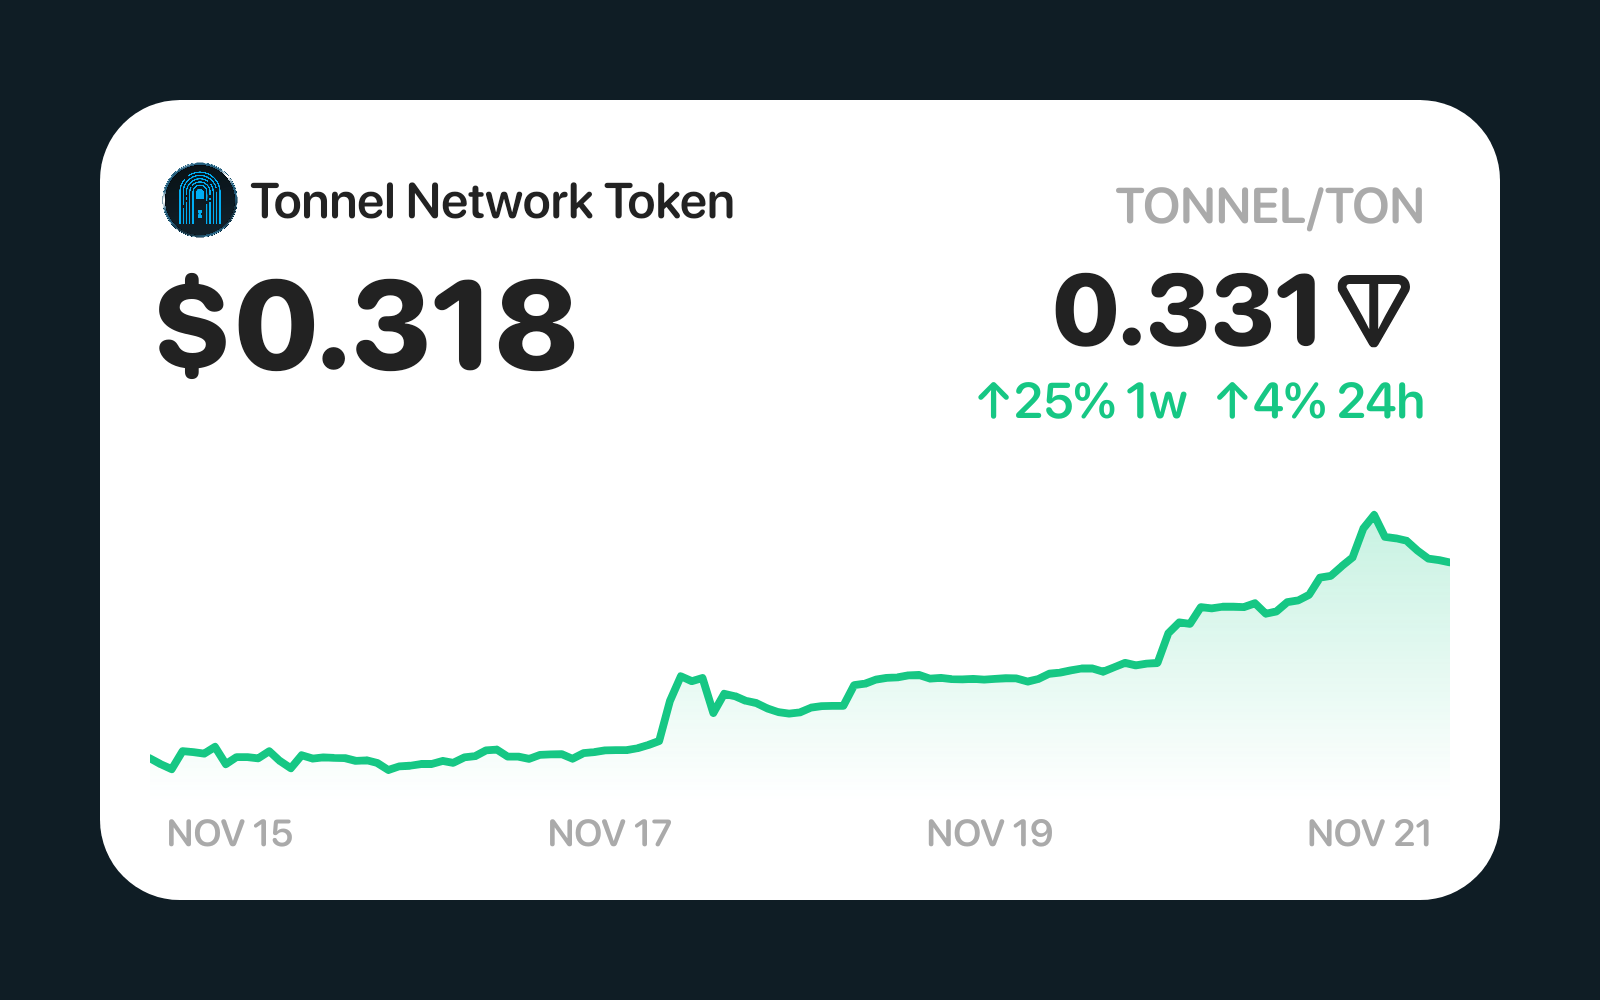 Tonnel Network Token
TONNEL/TON
$0.318
0.331
↑25% 1w ↑4% 24h
NOV 15
NOV 17
NOV 19
NOV 21